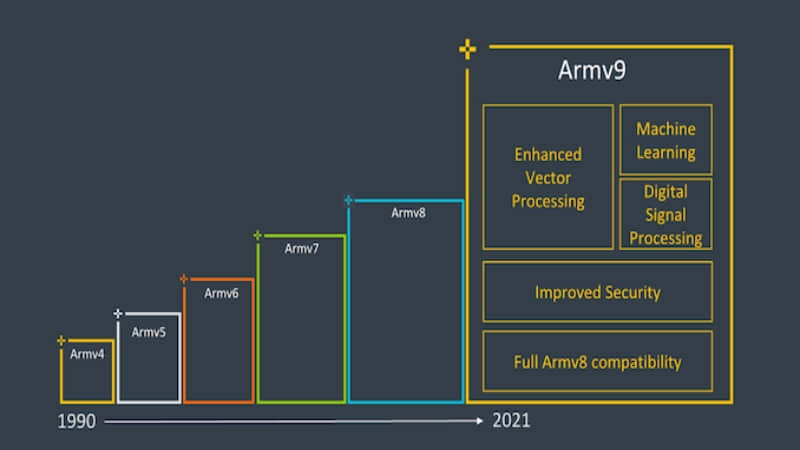 Armv9
Enhanced
Vector
Processing
Machine
Learning
Digital
Signal
Processing
Improved Security
Full Armv8 compatibility
Armv8
Armv7
Armv6
Armv5
Armv4
1990
2021